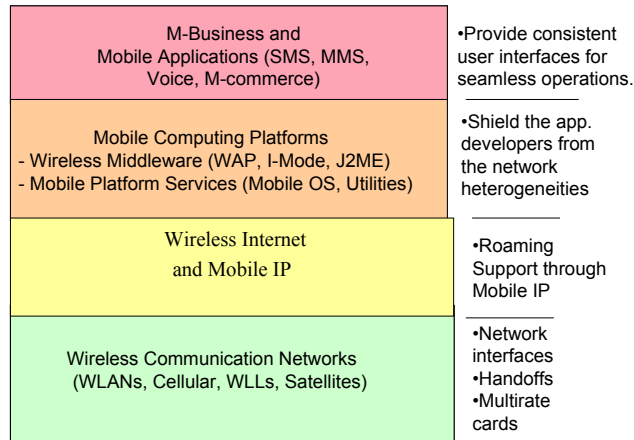 M-Business and
Mobile Applications (SMS, MMS,
Voice, M-commerce)
•Provide consistent
user interfaces for
seamless operations.
Mobile Computing Platforms
- Wireless Middleware (WAP, I-Mode, J2ME)
- Mobile Platform Services (Mobile OS, Utilities)
•Shield the app.
developers from
the network
heterogeneities
Wireless Internet
and Mobile IP
•Roaming
Support through
Mobile IP
Wireless Communication Networks
(WLANs, Cellular, WLLs, Satellites)
•Network
interfaces
•Handoffs
•Multirate
cards